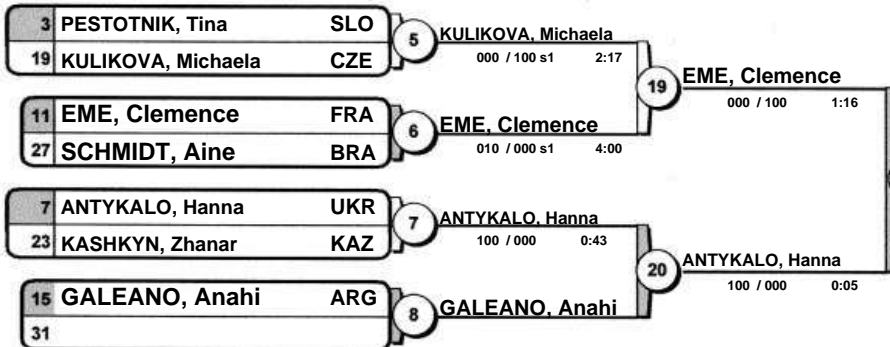 3 PESTOTNIK, Tina SLO
19 KULIKOVA, Michaela CZE
5
KULIKOVA, Michaela
000 / 100 s1 2:17
11 EME, Clemence FRA
27 SCHMIDT, Aine BRA
6
EME, Clemence
010 / 000 s1 4:00
19
EME, Clemence
000 / 100 1:16
7 ANTYKALO, Hanna UKR
23 KASHKYN, Zhanar KAZ
7
ANTYKALO, Hanna
100 / 000 0:43
15 GALEANO, Anahi ARG
31
8
GALEANO, Anahi
20
ANTYKALO, Hanna
100 / 000 0:05